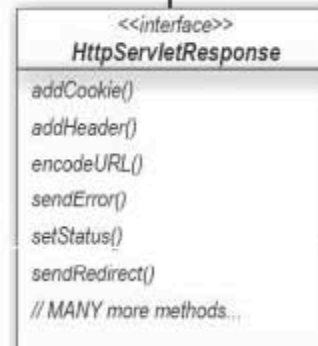 <<interface>>
HttpServletResponse
addCookie()
addHeader()
encodeURL()
sendError()
setStatus()
sendRedirect()
// MANY more methods...